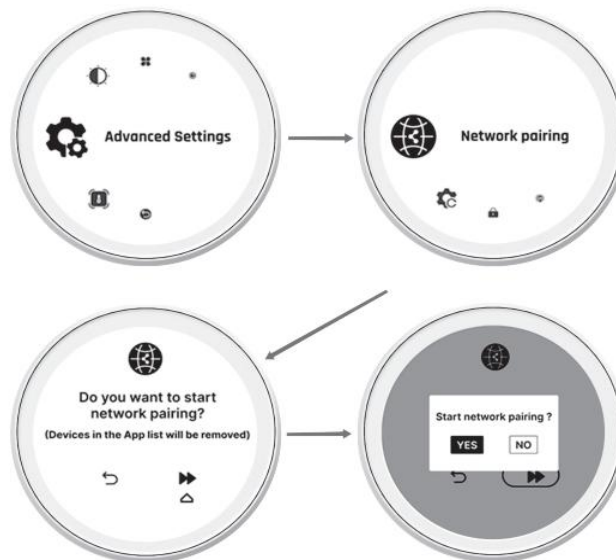 Advanced Settings
Network pairing
Do you want to start
network pairing?
(Devices in the App list will be removed)
Start network pairing ?
YES NO